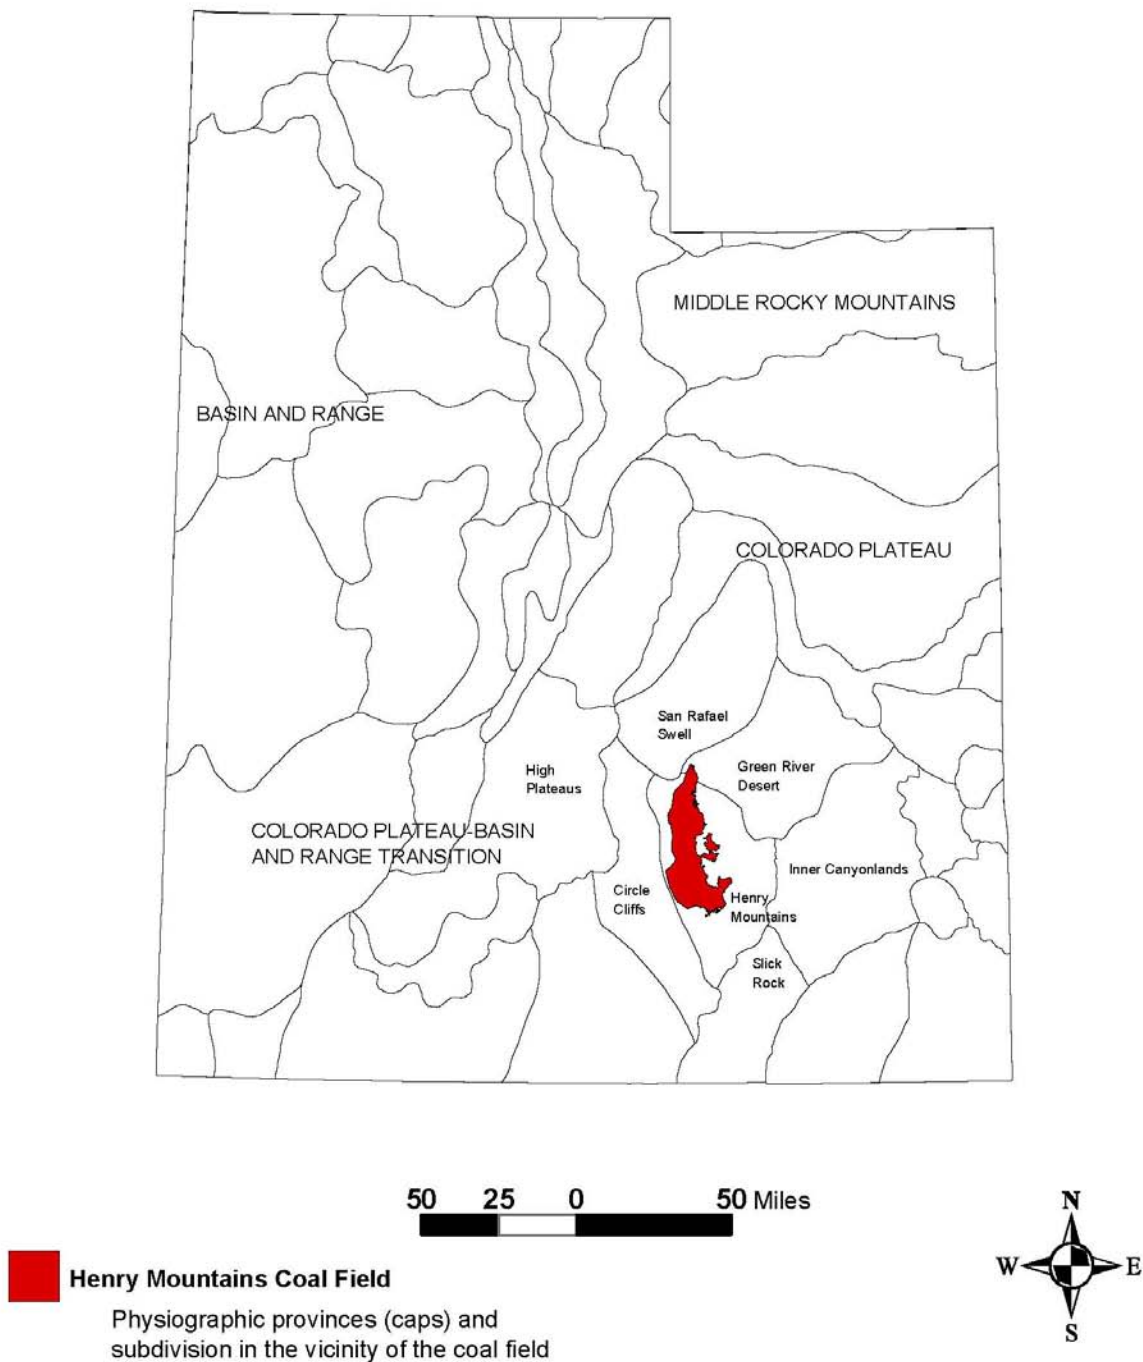 MIDDLE ROCKY MOUNTAINS
BASIN AND RANGE
COLORADO PLATEAU
San Rafael
Swell
High
Plateaus
Green River
Desert
COLORADO PLATEAU-BASIN
AND RANGE TRANSITION
Inner Canyonlands
Circle
Cliffs
Henry
Mountains
Slick
Rock
50 25 0 50 Miles
N
W E
S
Henry Mountains Coal Field
Physiographic provinces (caps) and
subdivision in the vicinity of the coal field